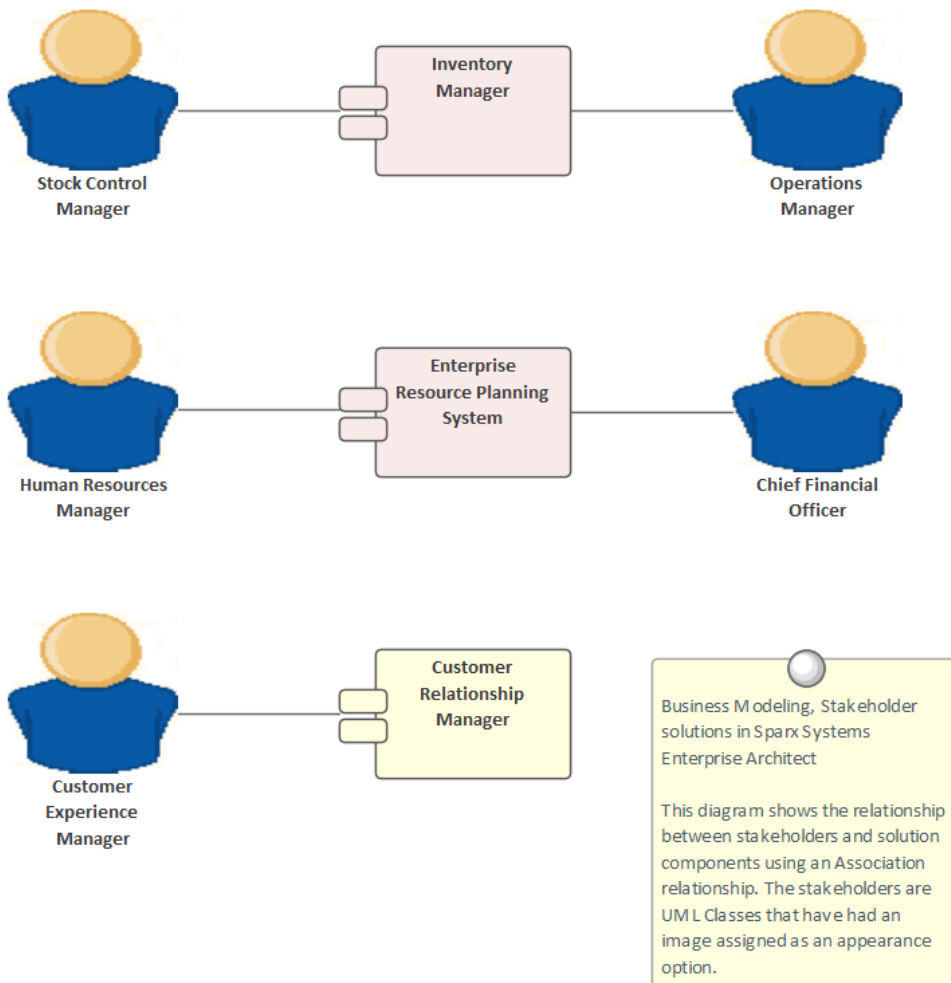 Inventory
Manager
Stock Control
Manager
Operations
Manager
Enterprise
Resource Planning
System
Human Resources
Manager
Chief Financial
Officer
Customer
Relationship
Manager
Customer
Experience
Manager
Business Modeling, Stakeholder
solutions in Sparx Systems
Enterprise Architect
This diagram shows the relationship
between stakeholders and solution
components using an Association
relationship. The stakeholders are
UML Classes that have had an
image assigned as an appearance
option.